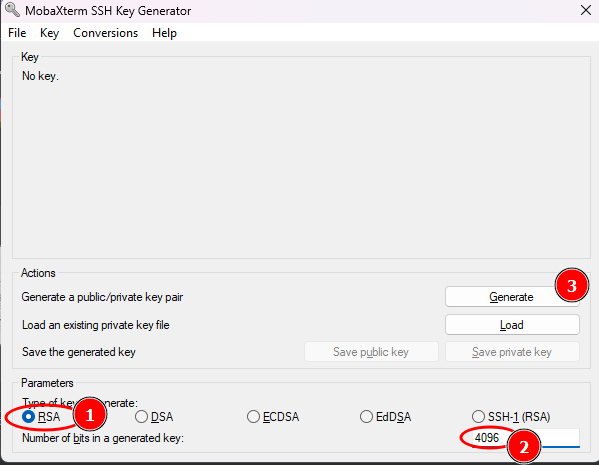 MobaXterm SSH Key Generator
File Key Conversions Help
Key
No key.
Actions
Generate a public/private key pair
Generate
3
Load an existing private key file
Load
Save the generated key
Save public key
Save private key
Parameters
Type of key generate:
RSA
1
DSA
ECDSA
EdDSA
SSH-1 (RSA)
Number of bits in a generated key:
4096
2